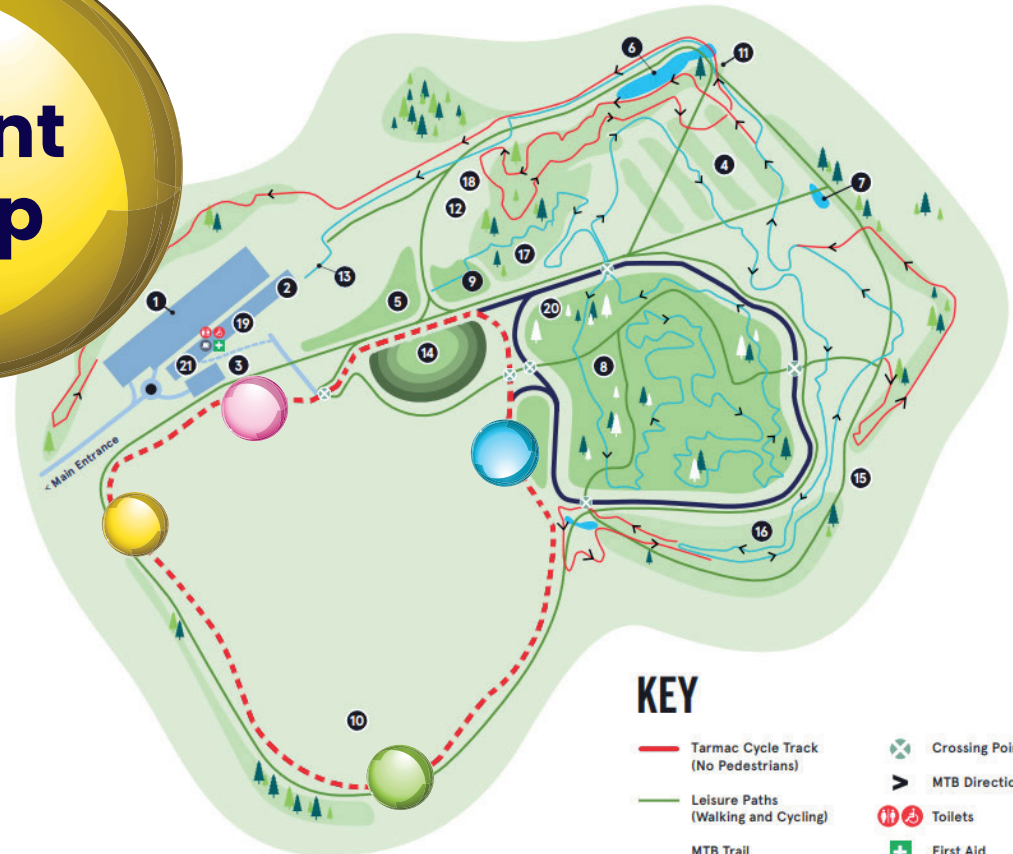 nt
p
6
11
4
7
18
12
17
13
9
2
1
5
20
19
14
21
3
8
< Main Entrance
15
16
10
KEY
Tarmac Cycle Track
(No Pedestrians)
Leisure Paths
(Walking and Cycling)
MTB Trail
Crossing Poin
MTB Directio
Toilets
First Aid